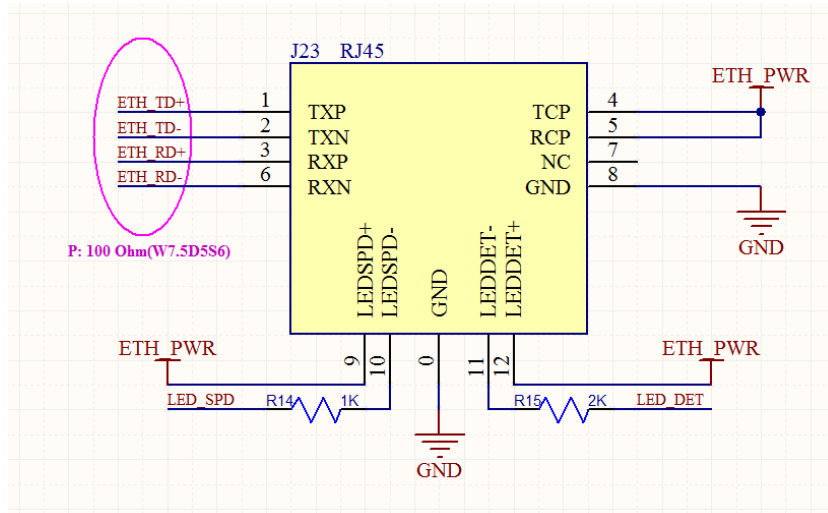 J23 RJ45
ETH_PWR
ETH_TD+ 1 TXP TCP 4
ETH_TD- 2 TXN RCP 5
ETH_RD+ 3 RXP NC 7
ETH_RD- 6 RXN GND 8
GND
P: 100 Ohm(W7.5D5S6)
LEDSPD+ LEDSPD- GND LEDDET- LEDDET+
ETH_PWR 9 10 0 11 12 ETH_PWR
LED_SPD R14 1K R15 2K LED_DET
GND